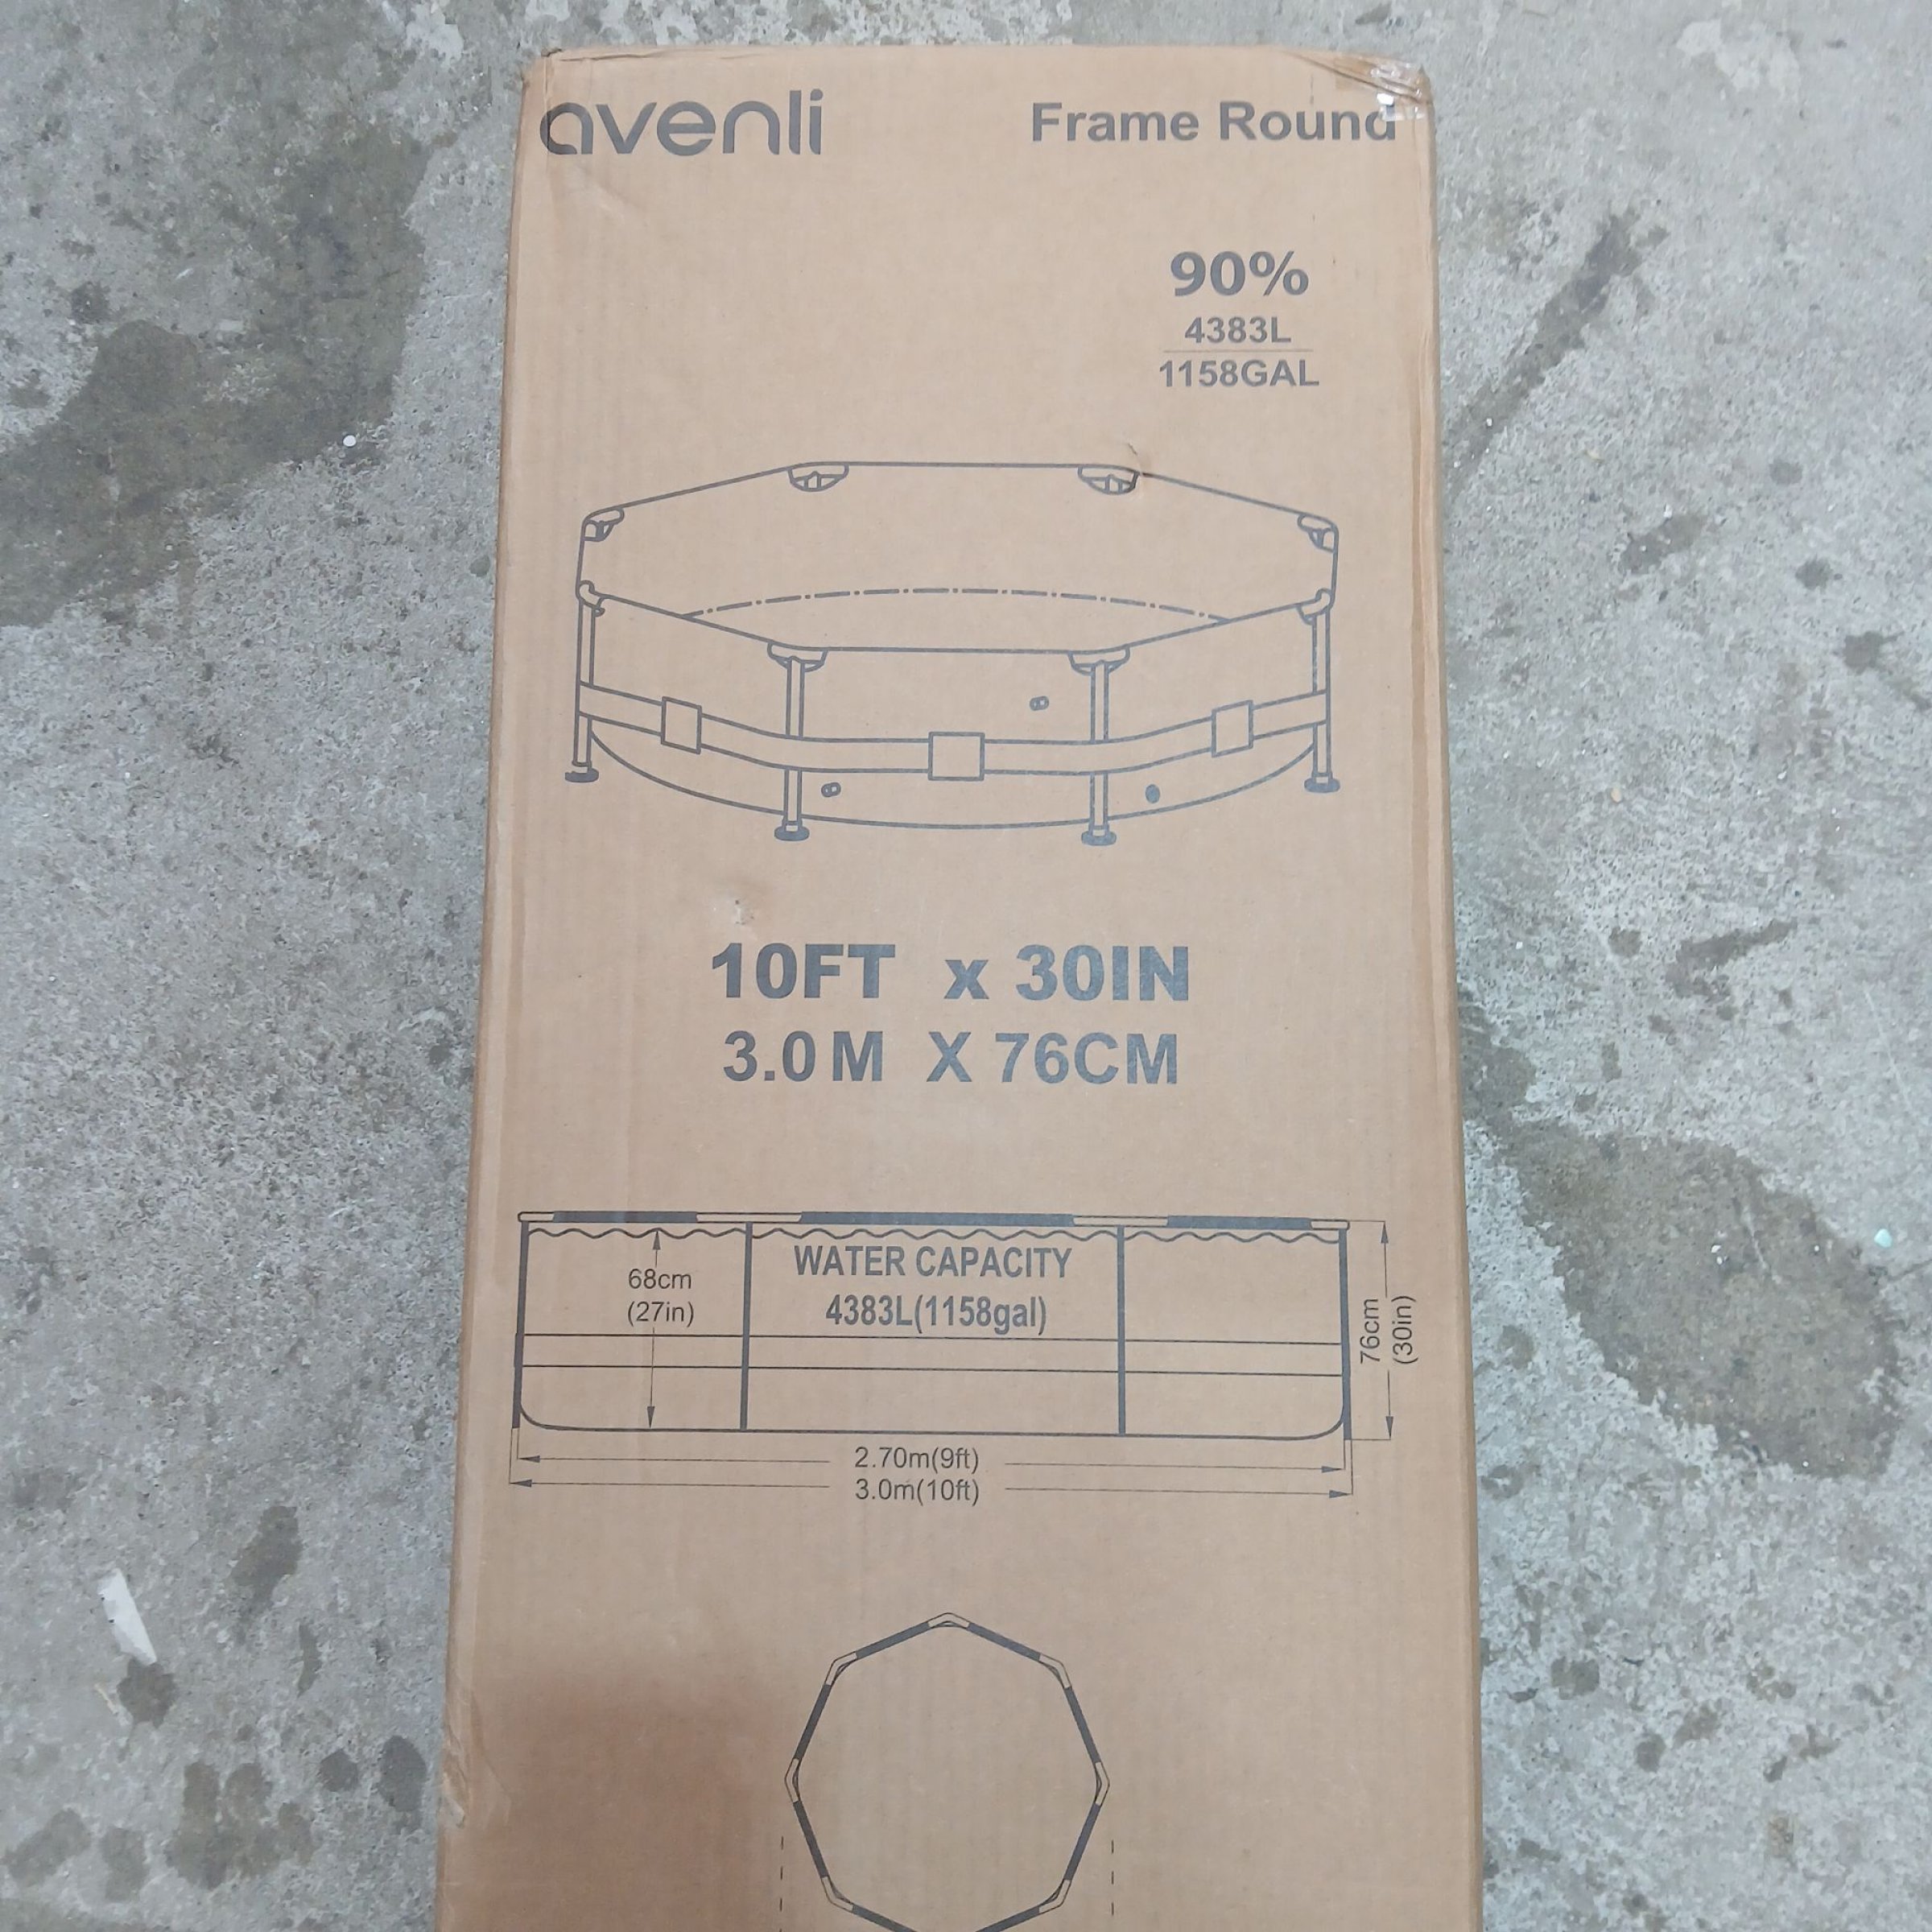 avenli
Frame Round
90%
4383L
1158GAL
10FT x 30IN
3.0 M X 76CM
WATER CAPACITY
4383L(1158gal)
68cm
(27in)
76cm
(30in)
2.70m(9ft)
3.0m(10ft)